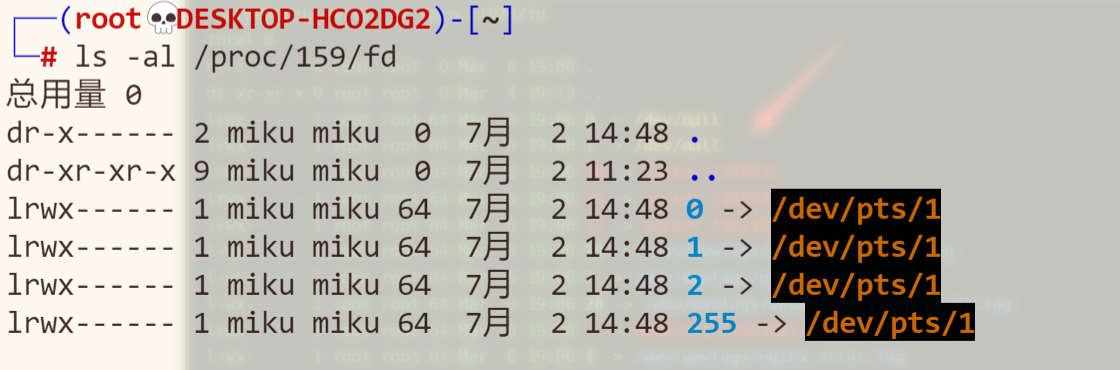 ┌──(root💀DESKTOP-HCO2DG2)-[~]
└─# ls -al /proc/159/fd
总用量 0
dr-x------ 2 miku miku  0  7月   2 14:48 .
dr-xr-xr-x 9 miku miku  0  7月   2 11:23 ..
lrwx------ 1 miku miku 64  7月   2 14:48 0 -> /dev/pts/1
lrwx------ 1 miku miku 64  7月   2 14:48 1 -> /dev/pts/1
lrwx------ 1 miku miku 64  7月   2 14:48 2 -> /dev/pts/1
lrwx------ 1 miku miku 64  7月   2 14:48 255 -> /dev/pts/1